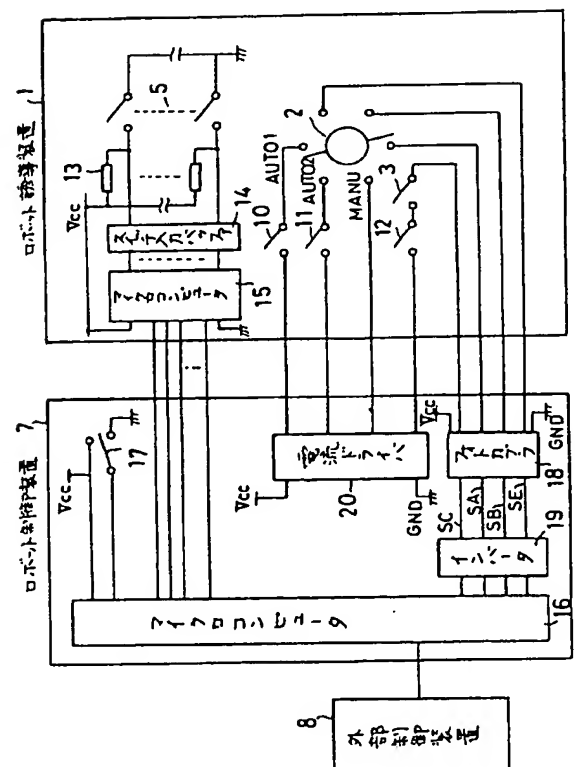 ロボット誘導装置
1
Vcc
13
5
スイッチ入力バッファ
14
マイクロコンピュータ
15
AUTO1
10
AUTO2
11
MANU
2
3
12
ロボット制御装置
7
Vcc
17
Vcc
電流ドライバ
20
GND
Vcc
フォトカプラ
18
GND
SC
SA
SB
SE
インバータ
19
マイクロコンピュータ
16
8
外部制御装置